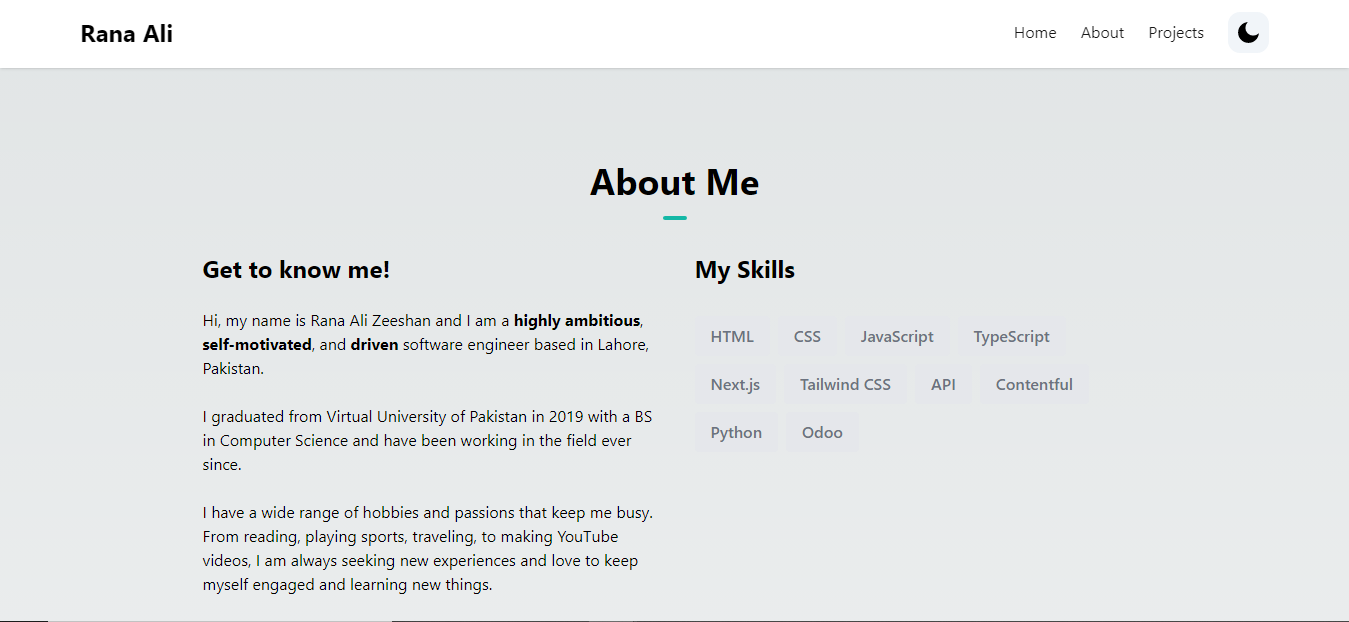 Rana Ali
Home About Projects
About Me
Get to know me!
Hi, my name is Rana Ali Zeeshan and I am a highly ambitious,
self-motivated, and driven software engineer based in Lahore,
Pakistan.
I graduated from Virtual University of Pakistan in 2019 with a BS
in Computer Science and have been working in the field ever
since.
I have a wide range of hobbies and passions that keep me busy.
From reading, playing sports, traveling, to making YouTube
videos, I am always seeking new experiences and love to keep
myself engaged and learning new things.
My Skills
HTML CSS JavaScript TypeScript
Next.js Tailwind CSS API Contentful
Python Odoo